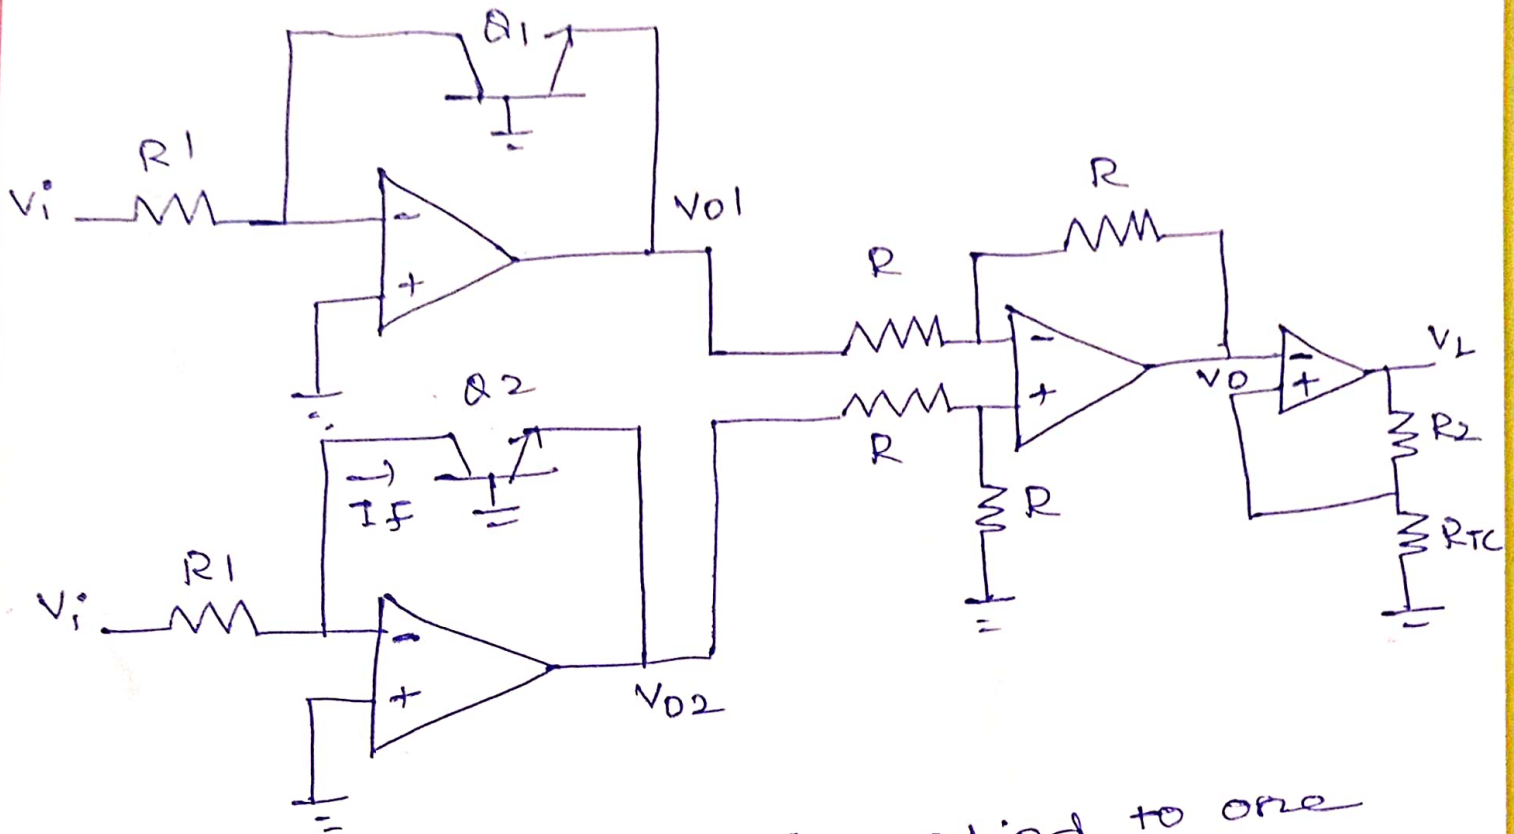 Q1
R1
Vi
-
+
Vo1
R
R
-
+
Vo
-
+
VL
R2
RTC
Q2
IF
R
R
R1
Vi
-
+
Vo2
to one